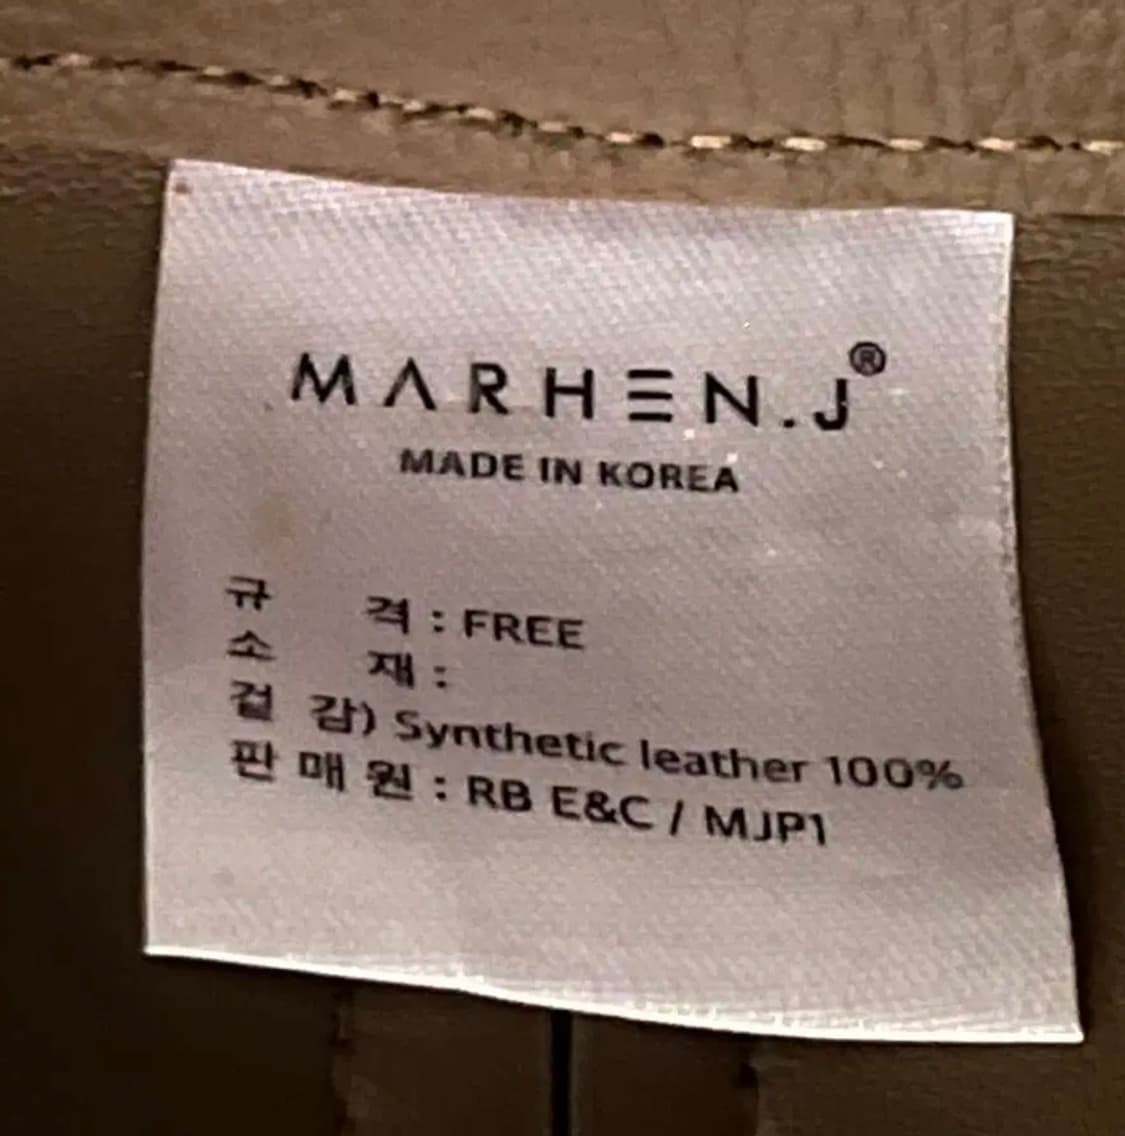 MARHEN.J®
MADE IN KOREA
규 격 : FREE
소 재 :
겉 감) Synthetic leather 100%
판 매 원 : RB E&C / MJP1